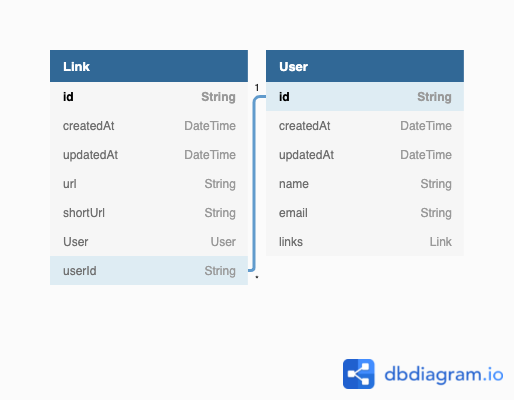 Link
id String
createdAt DateTime
updatedAt DateTime
url String
shortUrl String
User User
userId String
1
*
User
id String
createdAt DateTime
updatedAt DateTime
name String
email String
links Link
dbdiagram.io